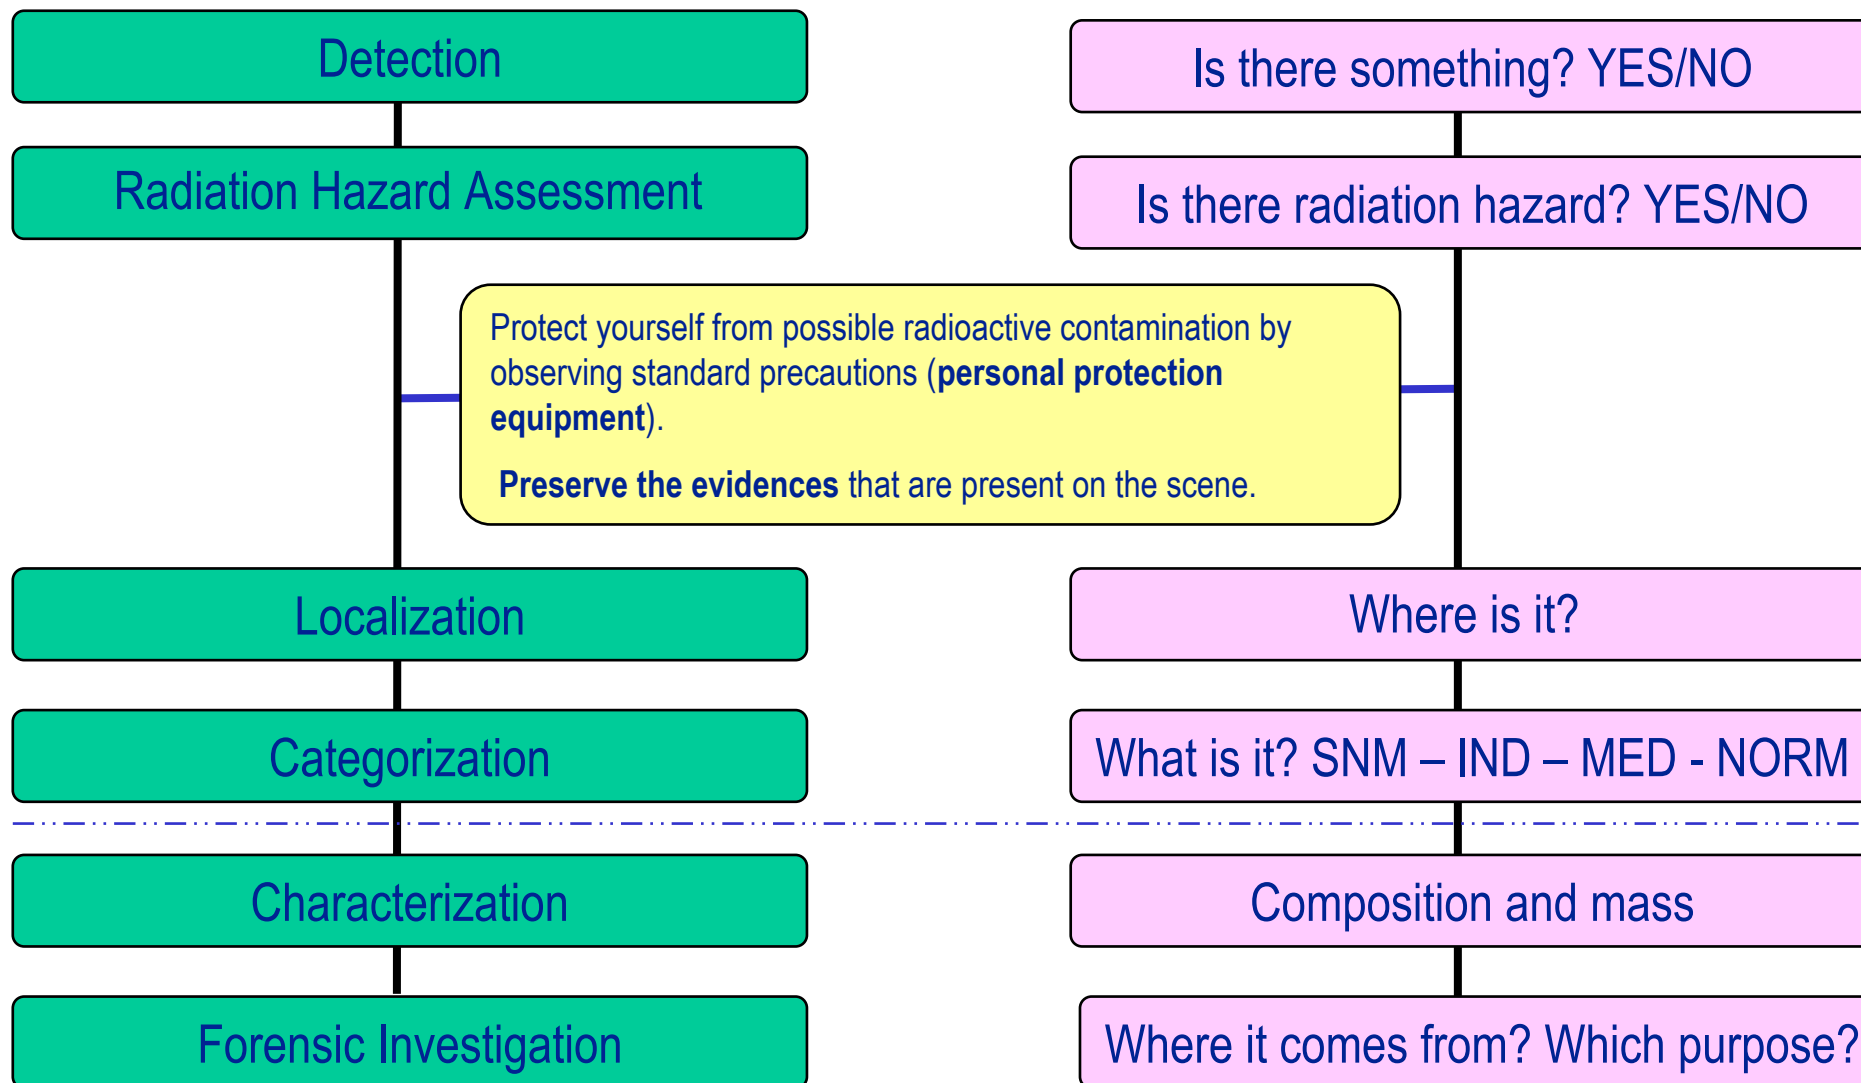 Detection
Is there something? YES/NO
Radiation Hazard Assessment
Is there radiation hazard? YES/NO
Protect yourself from possible radioactive contamination by
observing standard precautions (personal protection
equipment).
Preserve the evidences that are present on the scene.
Localization
Where is it?
Categorization
What is it? SNM – IND – MED - NORM
Characterization
Composition and mass
Forensic Investigation
Where it comes from? Which purpose?